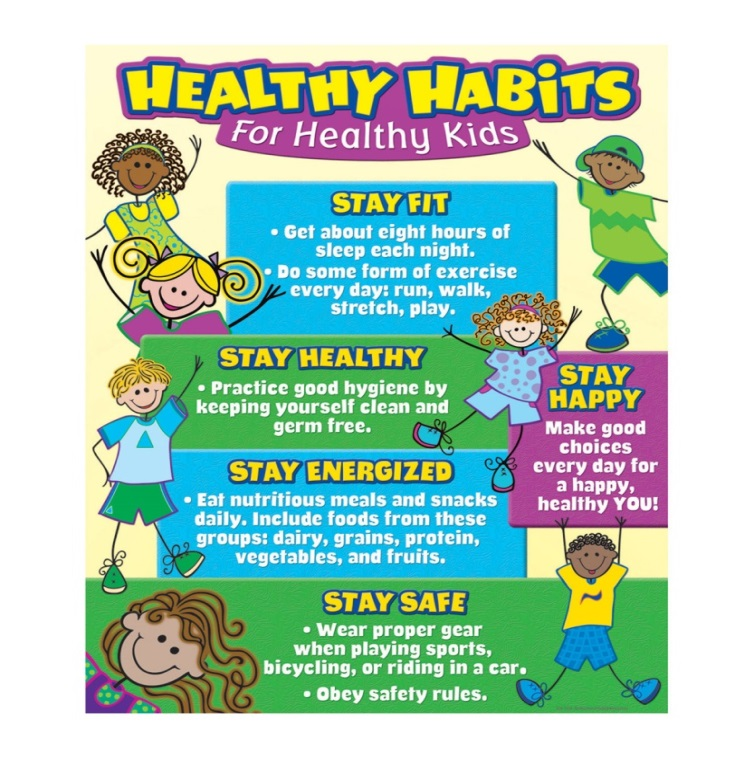 HEALTHY HABiTS
For Healthy Kids
STAY FIT
• Get about eight hours of
sleep each night.
• Do some form of exercise
every day: run, walk,
stretch, play.
STAY HEALTHY
• Practice good hygiene by
keeping yourself clean and
germ free.
STAY
HAPPY
Make good
choices
every day for
a happy,
healthy YOU!
STAY ENERGIZED
• Eat nutritious meals and snacks
daily. Include foods from these
groups: dairy, grains, protein,
vegetables, and fruits.
STAY SAFE
• Wear proper gear
when playing sports,
bicycling, or riding in a car.
• Obey safety rules.